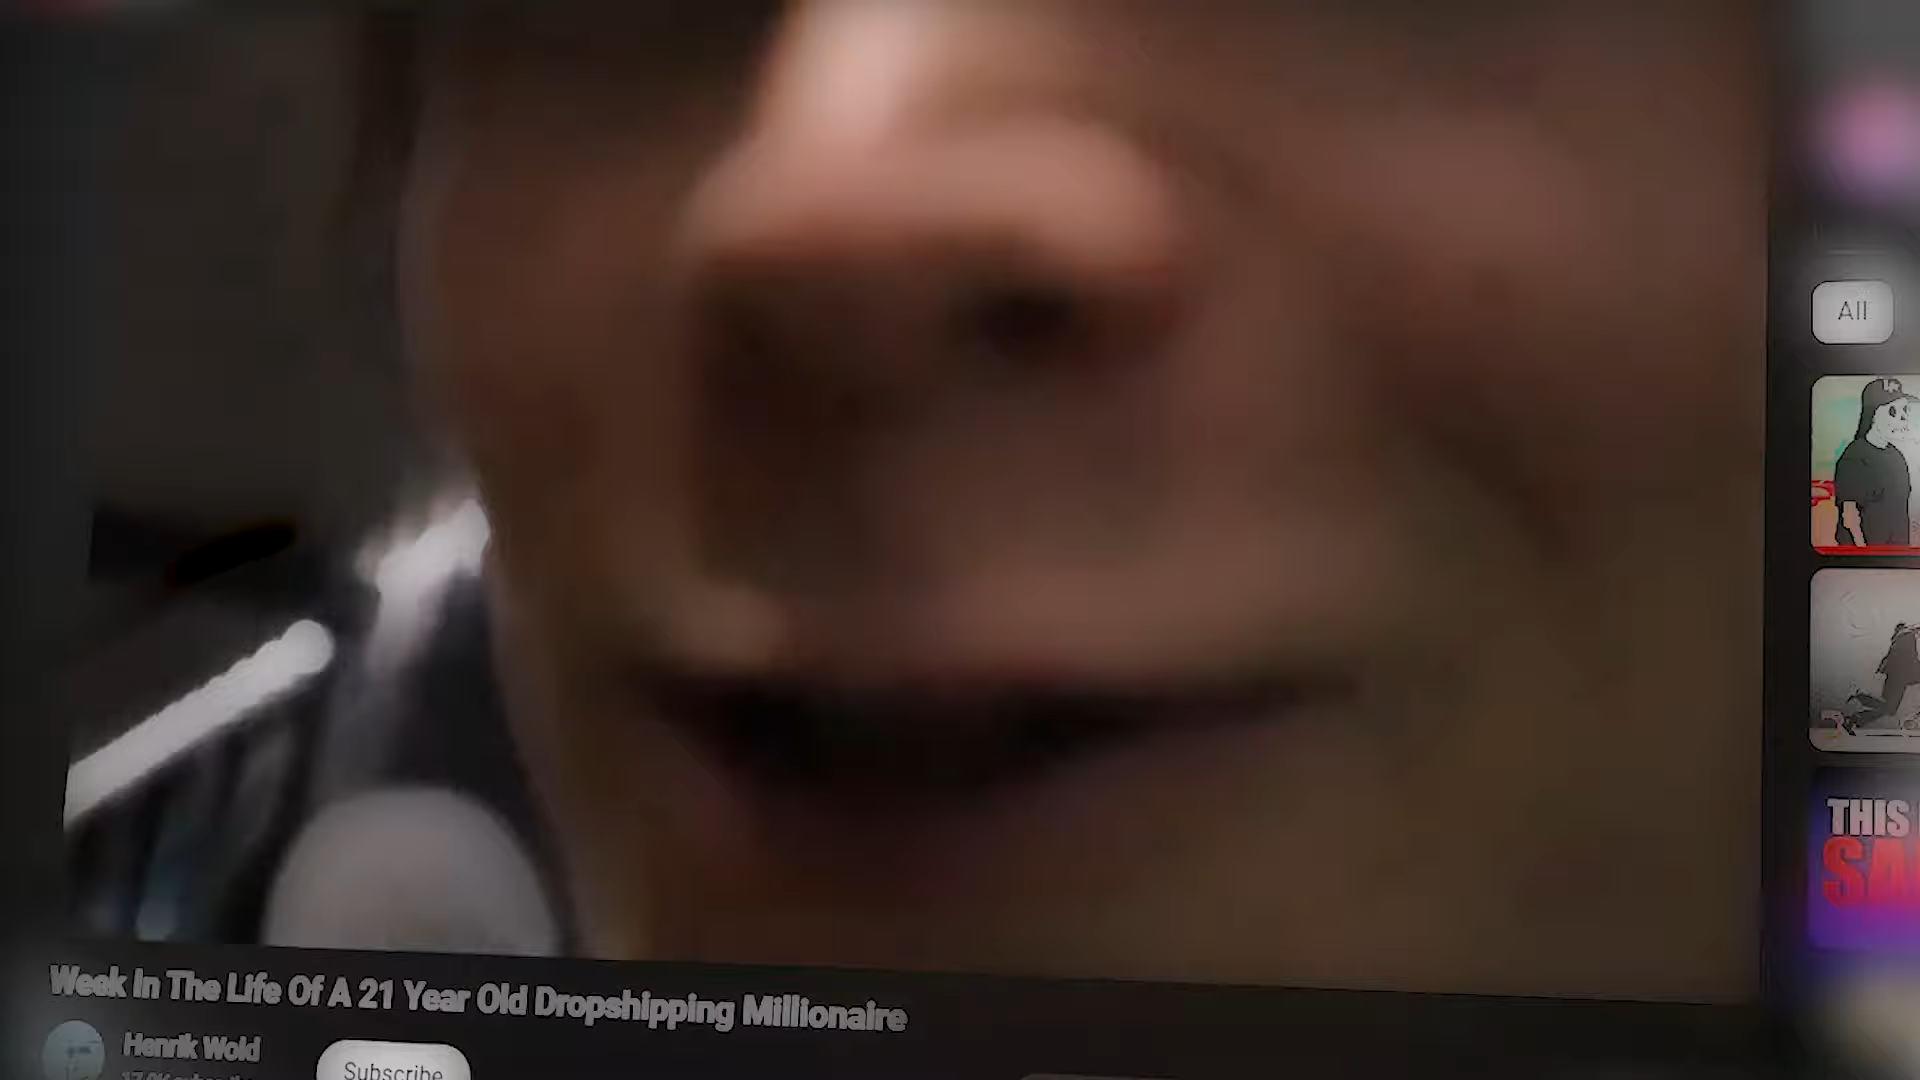 All
THIS
Week In The Life Of A 21 Year Old Dropshipping Millionaire
Henrik Wold
Subscribe